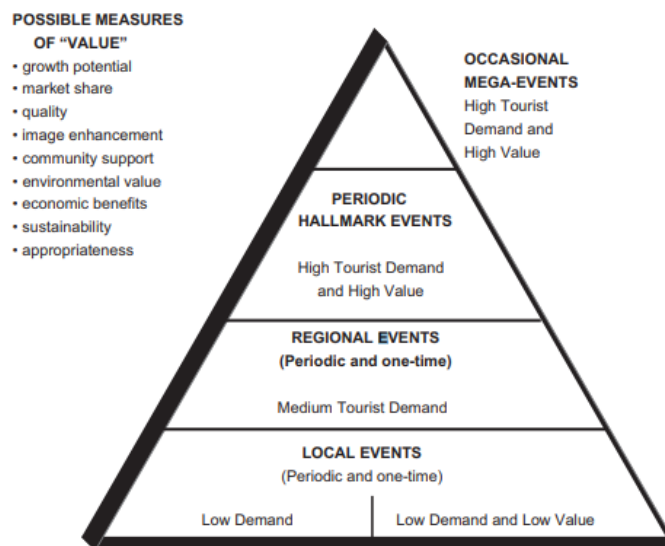 POSSIBLE MEASURES
OF “VALUE”
• growth potential
• market share
• quality
• image enhancement
• community support
• environmental value
• economic benefits
• sustainability
• appropriateness
OCCASIONAL
MEGA-EVENTS
High Tourist
Demand and
High Value
PERIODIC
HALLMARK EVENTS
High Tourist Demand
and High Value
REGIONAL EVENTS
(Periodic and one-time)
Medium Tourist Demand
LOCAL EVENTS
(Periodic and one-time)
Low Demand
Low Demand and Low Value